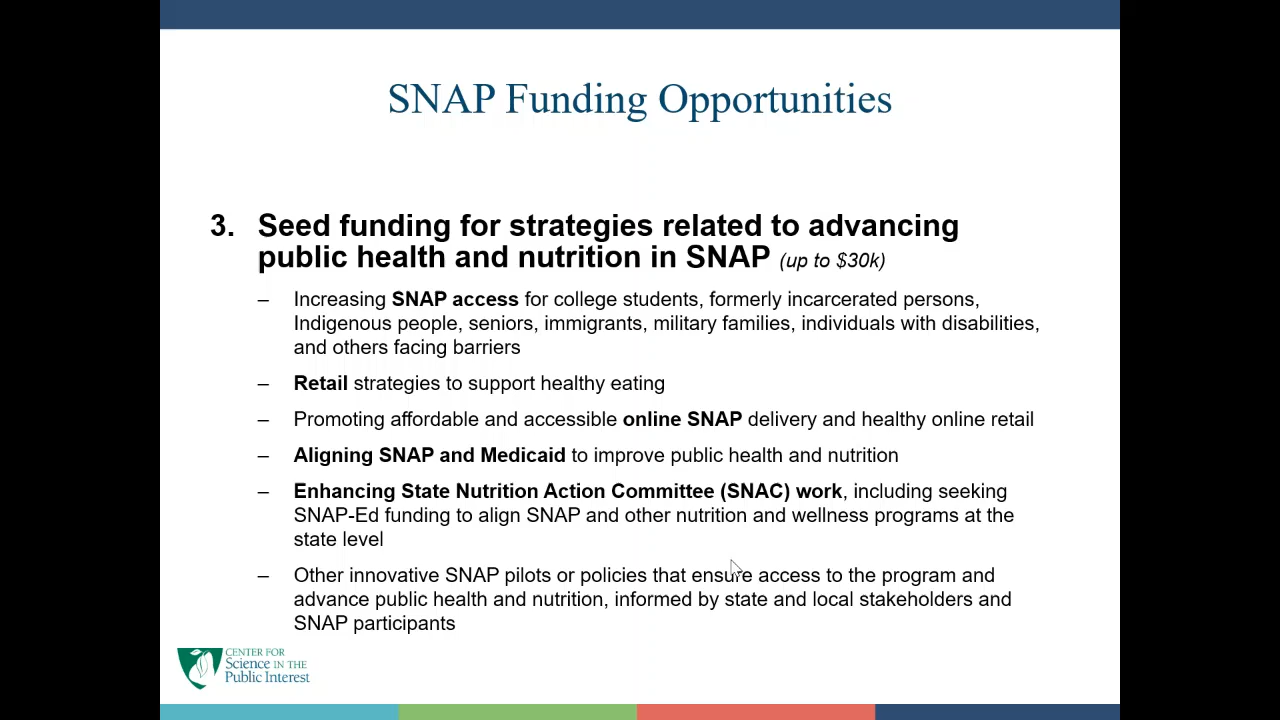 SNAP Funding Opportunities
3. Seed funding for strategies related to advancing
public health and nutrition in SNAP (up to $30k)
– Increasing SNAP access for college students, formerly incarcerated persons,
Indigenous people, seniors, immigrants, military families, individuals with disabilities,
and others facing barriers
– Retail strategies to support healthy eating
– Promoting affordable and accessible online SNAP delivery and healthy online retail
– Aligning SNAP and Medicaid to improve public health and nutrition
– Enhancing State Nutrition Action Committee (SNAC) work, including seeking
SNAP-Ed funding to align SNAP and other nutrition and wellness programs at the
state level
– Other innovative SNAP pilots or policies that ensure access to the program and
advance public health and nutrition, informed by state and local stakeholders and
SNAP participants
CENTER FOR
Science IN THE
Public Interest